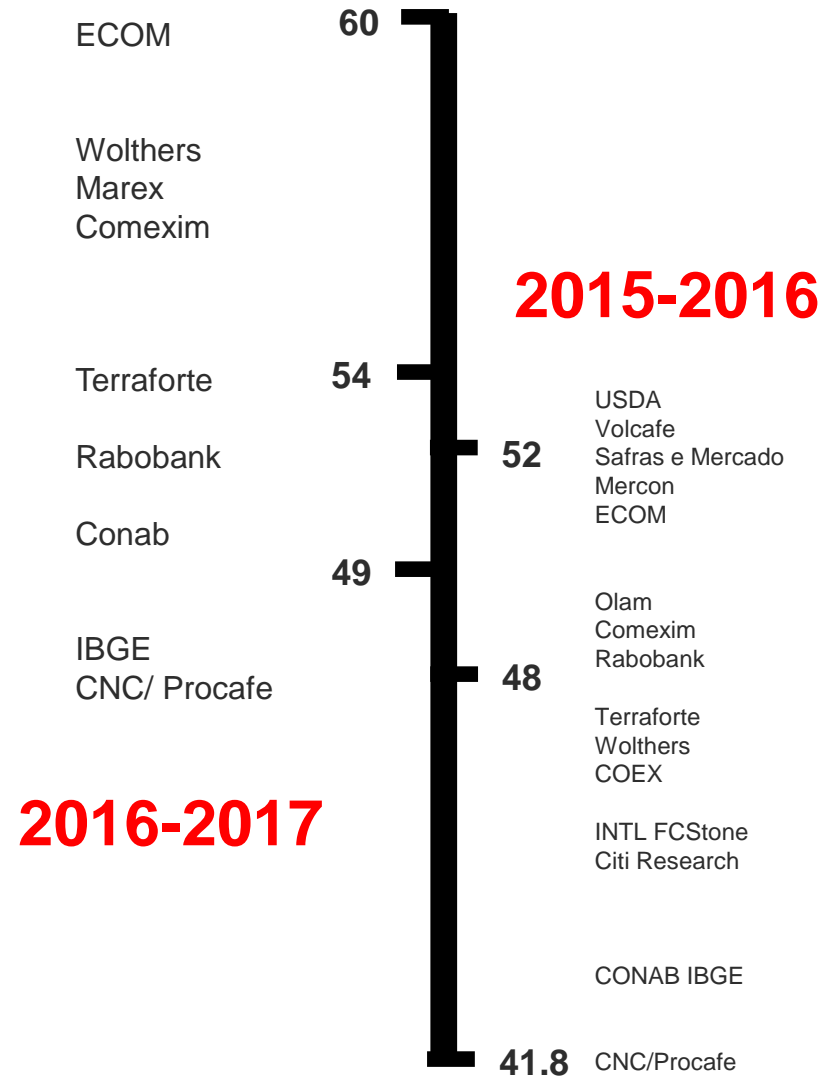 60
ECOM
Wolthers
Marex
Comexim
2015-2016
Terraforte
54
USDA
Volcafe
Rabobank
52
Safras e Mercado
Mercon
ECOM
Conab
49
Olam
Comexim
Rabobank
IBGE
CNC/ Procafe
48
Terraforte
Wolthers
COEX
2016-2017
INTL FCStone
Citi Research
CONAB IBGE
41.8
CNC/Procafe